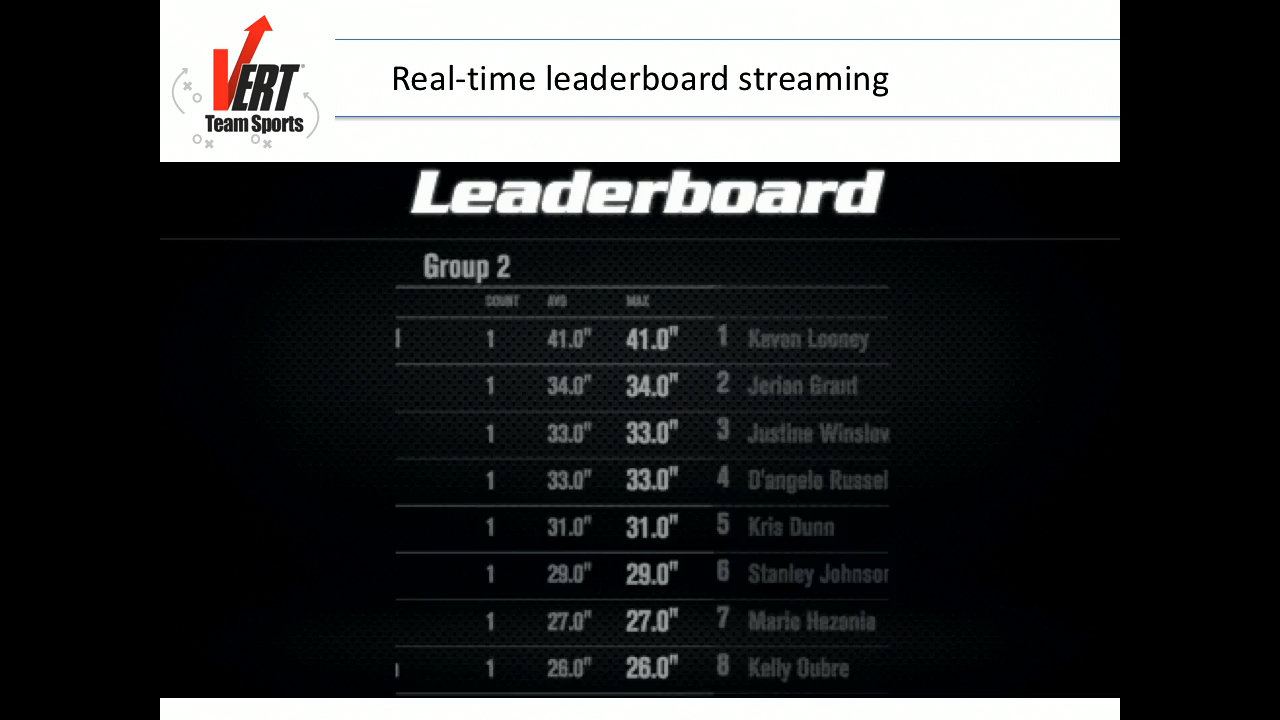 VERT
Team Sports
Real-time leaderboard streaming
Leaderboard
Group 2
COUNT AVG MAX
1 41.0" 41.0" 1 Kevon Looney
1 34.0" 34.0" 2 Jerian Grant
1 33.0" 33.0" 3 Justine Winslow
1 33.0" 33.0" 4 D'angelo Russel
1 31.0" 31.0" 5 Kris Dunn
1 29.0" 29.0" 6 Stanley Johnson
1 27.0" 27.0" 7 Mario Hezonia
1 26.0" 26.0" 8 Kelly Oubre